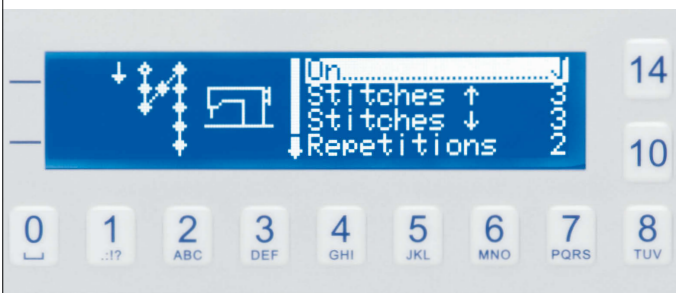 On..............................√
Stitches ↑ 3
Stitches ↓ 3
Repetitions 2
14
10
0
1 .:!?
2 ABC
3 DEF
4 GHI
5 JKL
6 MNO
7 PQRS
8 TUV